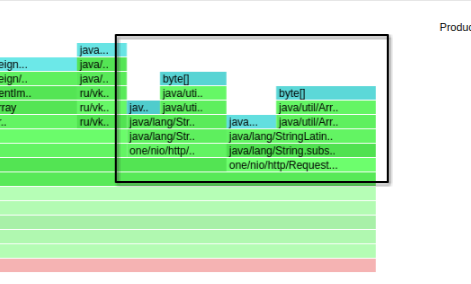 Produc
java...
eign...
java/..
eign/..
java/..
byte[]
entIm..
ru/vk..
java/uti..
byte[]
rray
ru/vk..
jav..
java/uti..
java/util/Arr..
r..
ru/vk..
java/lang/Str..
java...
java/util/Arr..
java/lang/Str..
java/lang/StringLatin..
one/nio/http/..
java/lang/String.subs..
one/nio/http/Request...